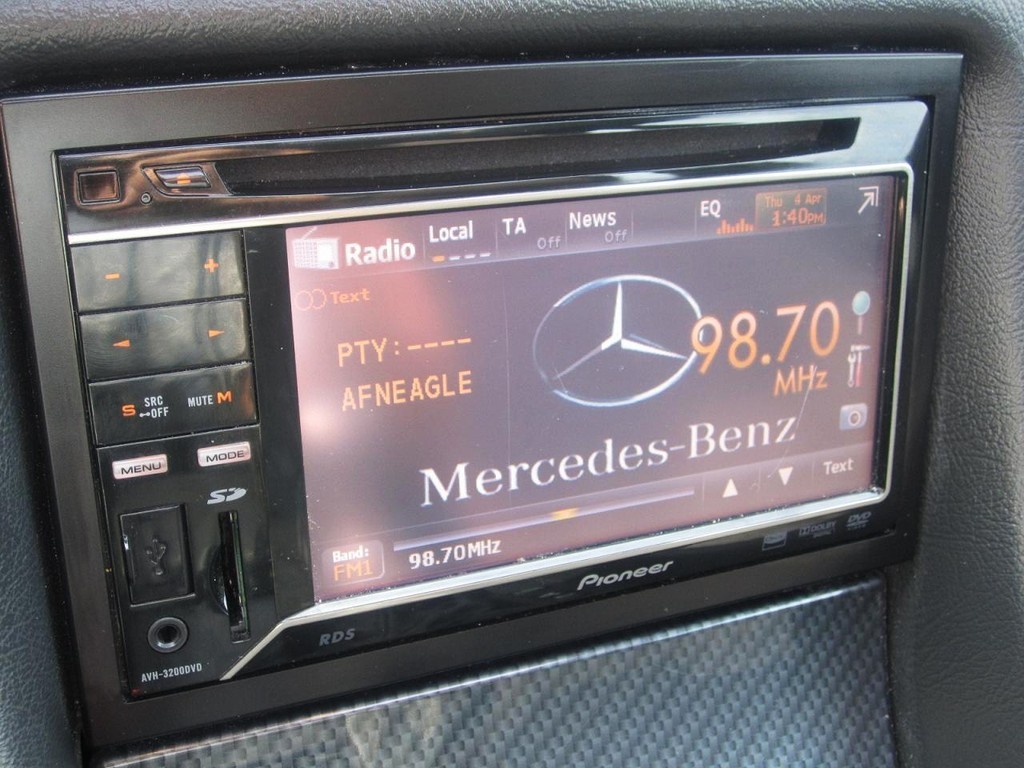 Radio
Local
TA Off
News Off
EQ
Thu 4 Apr
1:40PM
Text
PTY:----
AFNEAGLE
98.70
MHz
Mercedes-Benz
Text
Band:
FM1
98.70MHz
- +
S SRC OFF MUTE M
MENU MODE
SD
Pioneer
DOLBY
DVD
RDS
AVH-3200DVD